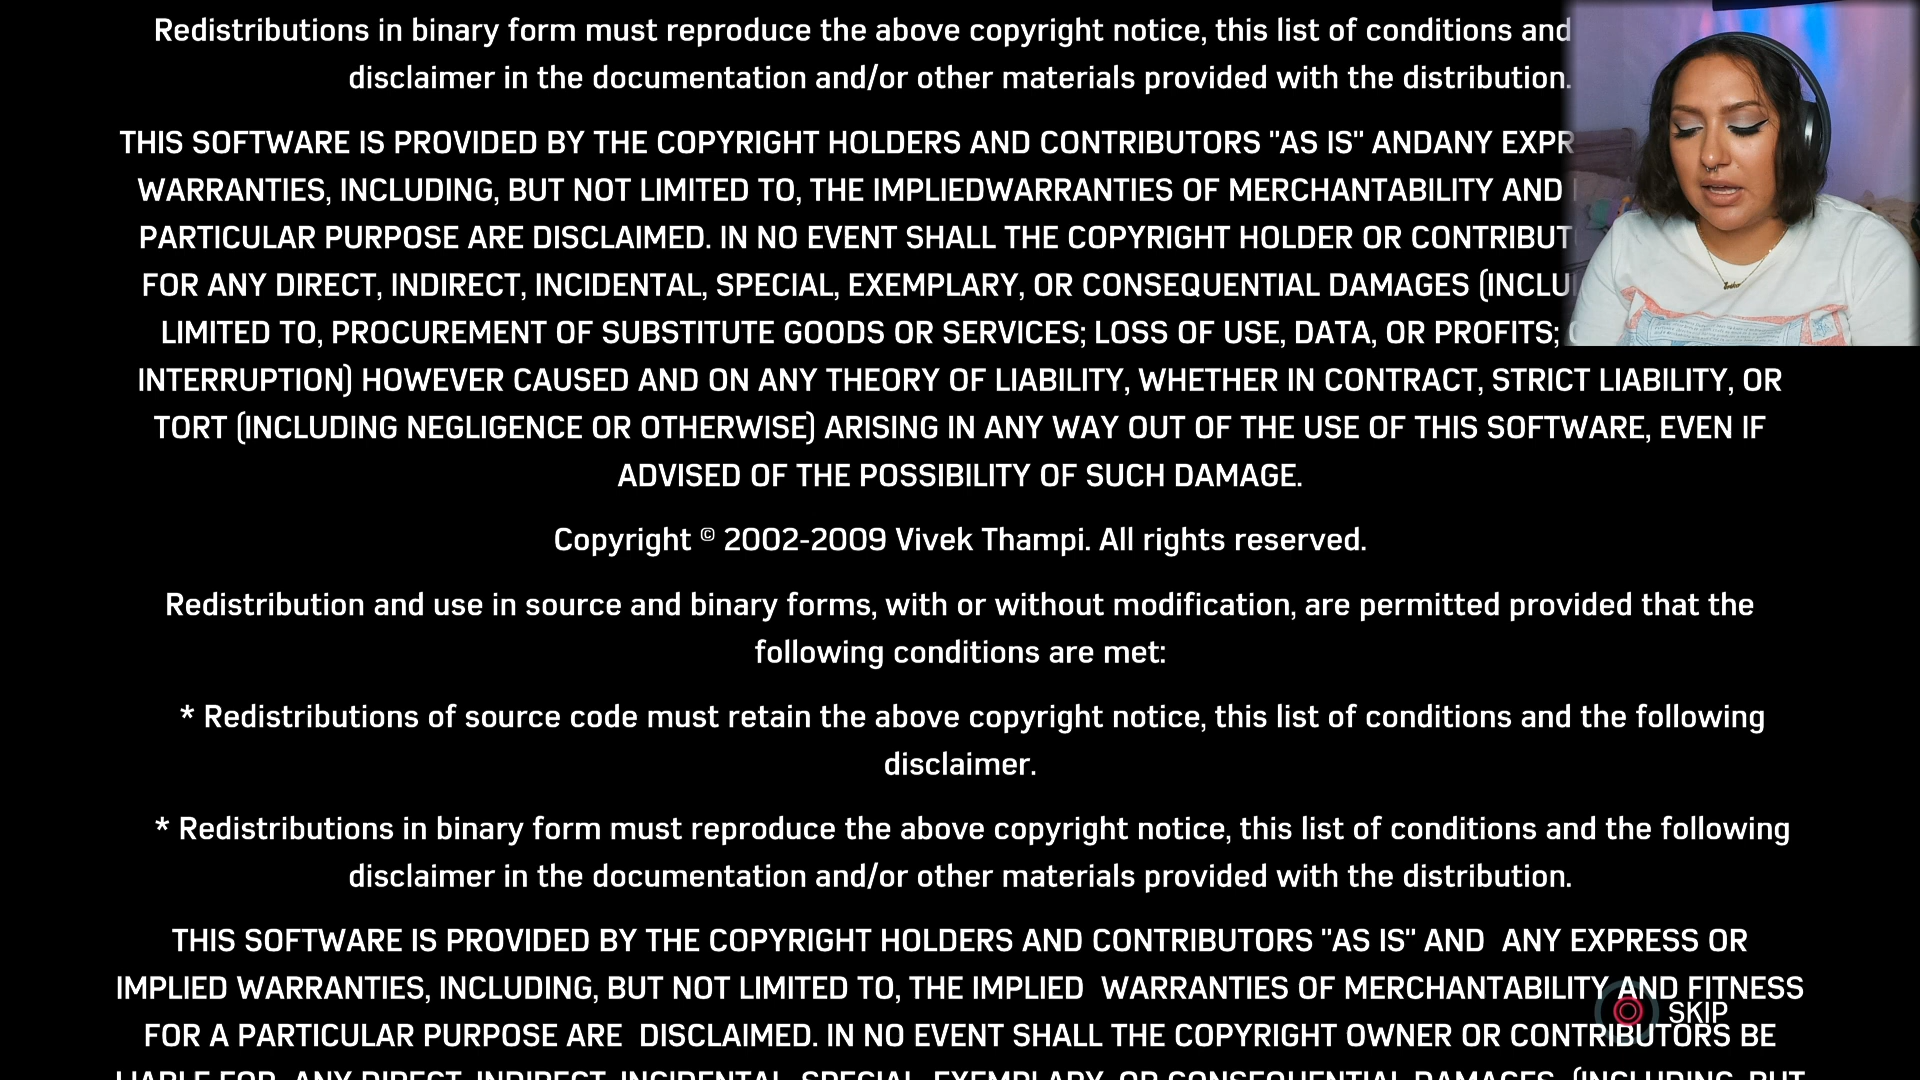 Redistributions in binary form must reproduce the above copyright notice, this list of conditions and
disclaimer in the documentation and/or other materials provided with the distribution.
THIS SOFTWARE IS PROVIDED BY THE COPYRIGHT HOLDERS AND CONTRIBUTORS "AS IS" ANDANY
WARRANTIES, INCLUDING, BUT NOT LIMITED TO, THE IMPLIEDWARRANTIES OF MERCHANTABILITY AND
PARTICULAR PURPOSE ARE DISCLAIMED. IN NO EVENT SHALL THE COPYRIGHT HOLDER OR
FOR ANY DIRECT, INDIRECT, INCIDENTAL, SPECIAL, EXEMPLARY, OR CONSEQUENTIAL DAMAGES
LIMITED TO, PROCUREMENT OF SUBSTITUTE GOODS OR SERVICES; LOSS OF USE, DATA, OR PROFITS;
INTERRUPTION) HOWEVER CAUSED AND ON ANY THEORY OF LIABILITY, WHETHER IN CONTRACT, STRICT LIABILITY, OR
TORT (INCLUDING NEGLIGENCE OR OTHERWISE) ARISING IN ANY WAY OUT OF THE USE OF THIS SOFTWARE, EVEN IF
ADVISED OF THE POSSIBILITY OF SUCH DAMAGE.
Copyright © 2002-2009 Vivek Thampi. All rights reserved.
Redistribution and use in source and binary forms, with or without modification, are permitted provided that the
following conditions are met:
* Redistributions of source code must retain the above copyright notice, this list of conditions and the following
disclaimer.
* Redistributions in binary form must reproduce the above copyright notice, this list of conditions and the following
disclaimer in the documentation and/or other materials provided with the distribution.
THIS SOFTWARE IS PROVIDED BY THE COPYRIGHT HOLDERS AND CONTRIBUTORS "AS IS" AND ANY EXPRESS OR
IMPLIED WARRANTIES, INCLUDING, BUT NOT LIMITED TO, THE IMPLIED WARRANTIES OF MERCHANTABILITY AND FITNESS
SKIP
FOR A PARTICULAR PURPOSE ARE DISCLAIMED. IN NO EVENT SHALL THE COPYRIGHT OWNER OR CONTRIBUTORS BE
LIABLE FOR ANY DIRECT, INDIRECT, INCIDENTAL, SPECIAL, EXEMPLARY, OR CONSEQUENTIAL DAMAGES (INCLUDING, BUT